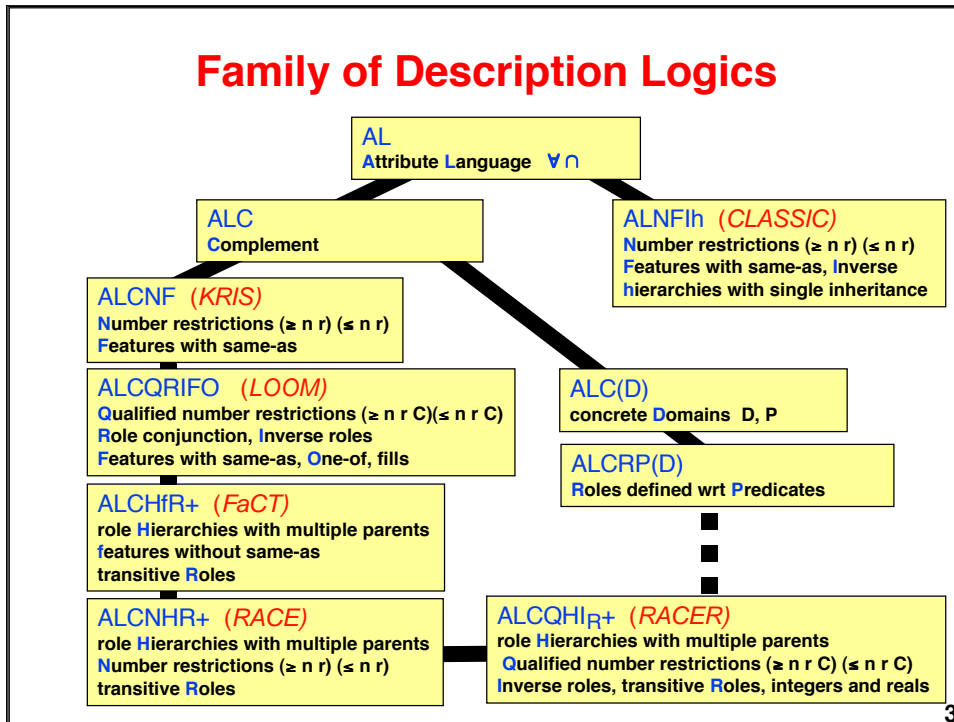 Family of Description Logics
AL
Attribute Language ∀ ∩
ALC
Complement
ALNFIh (CLASSIC)
Number restrictions (≥ n r) (≤ n r)
Features with same-as, Inverse
hierarchies with single inheritance
ALCNF (KRIS)
Number restrictions (≥ n r) (≤ n r)
Features with same-as
ALCQRIFO (LOOM)
Qualified number restrictions (≥ n r C)(≤ n r C)
Role conjunction, Inverse roles
Features with same-as, One-of, fills
ALC(D)
concrete Domains D, P
ALCRP(D)
Roles defined wrt Predicates
ALCHfR+ (FaCT)
role Hierarchies with multiple parents
features without same-as
transitive Roles
ALCNHR+ (RACE)
role Hierarchies with multiple parents
Number restrictions (≥ n r) (≤ n r)
transitive Roles
ALCQHIR+ (RACER)
role Hierarchies with multiple parents
Qualified number restrictions (≥ n r C) (≤ n r C)
Inverse roles, transitive Roles, integers and reals
3